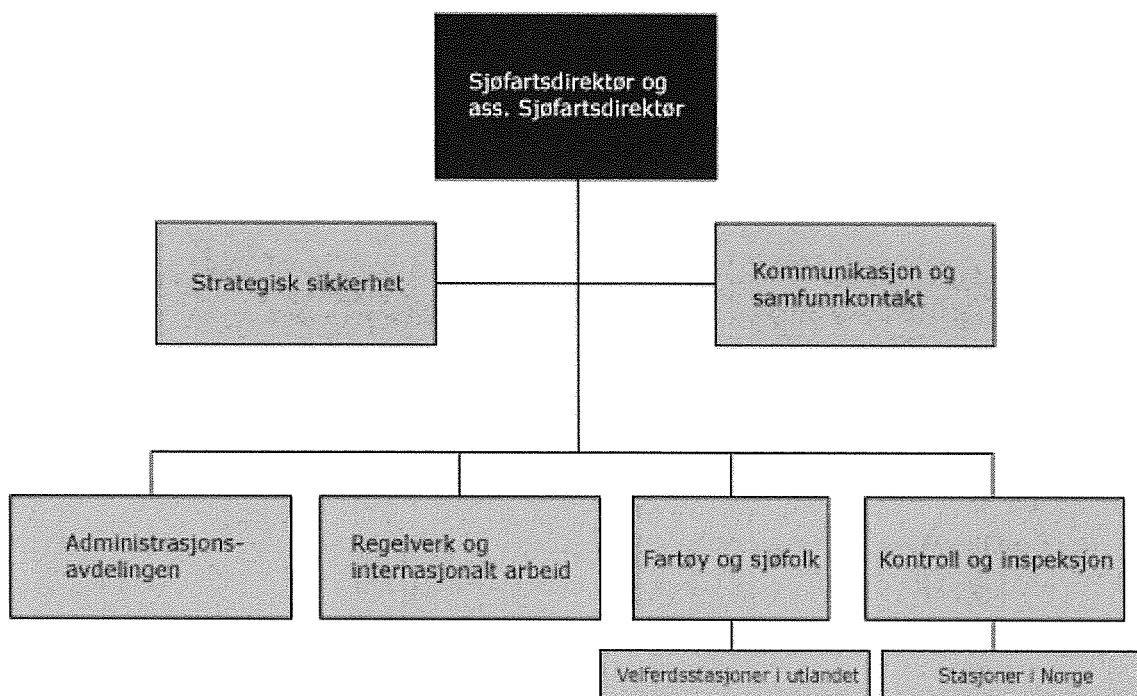 Sjøfartsdirektør og
ass. Sjøfartsdirektør
Strategisk sikkerhet
Kommunikasjon og
samfunnkontakt
Administrasjons-
avdelingen
Regelverk og
internasjonalt arbeid
Fartøy og sjøfolk
Kontroll og inspeksjon
Velferdsstasjoner i utlandet
Stasjoner i Norge